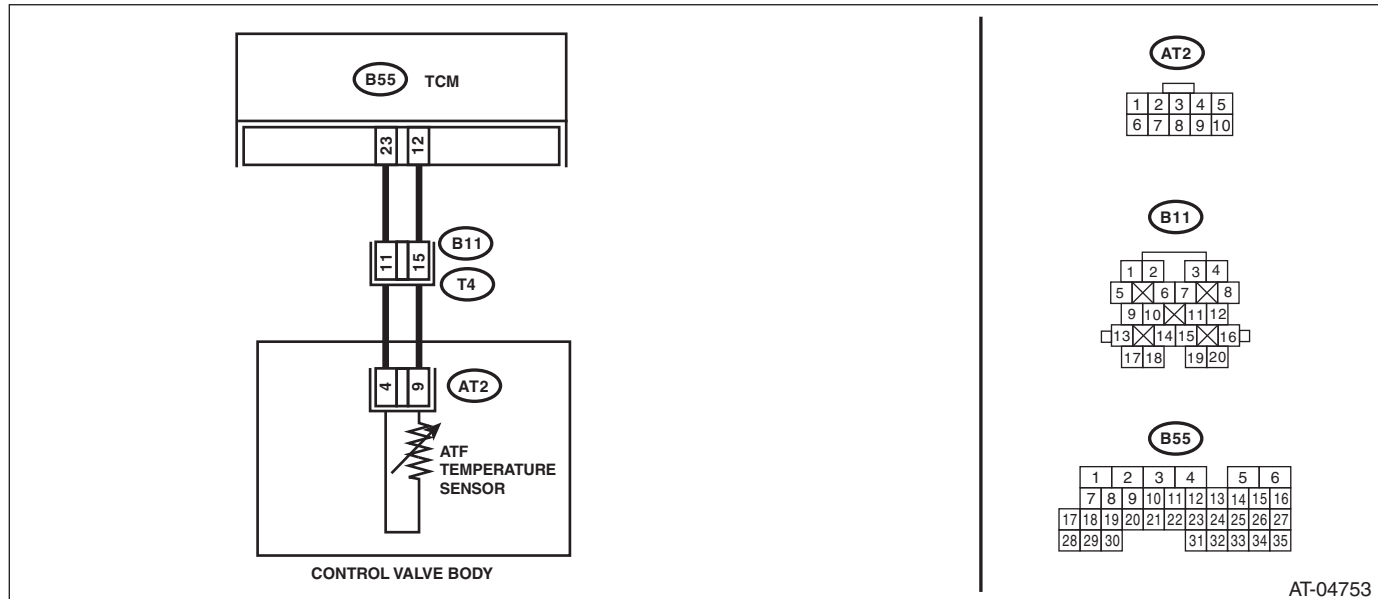 B55 TCM
23 12
11 15
B11
T4
4 9
AT2
ATF
TEMPERATURE
SENSOR
CONTROL VALVE BODY
AT2
1 2 3 4 5
6 7 8 9 10
B11
1 2 3 4
5 6 7 8
9 10 11 12
13 14 15 16
17 18 19 20
B55
1 2 3 4 5 6
7 8 9 10 11 12 13 14 15 16
17 18 19 20 21 22 23 24 25 26 27
28 29 30 31 32 33 34 35
AT-04753